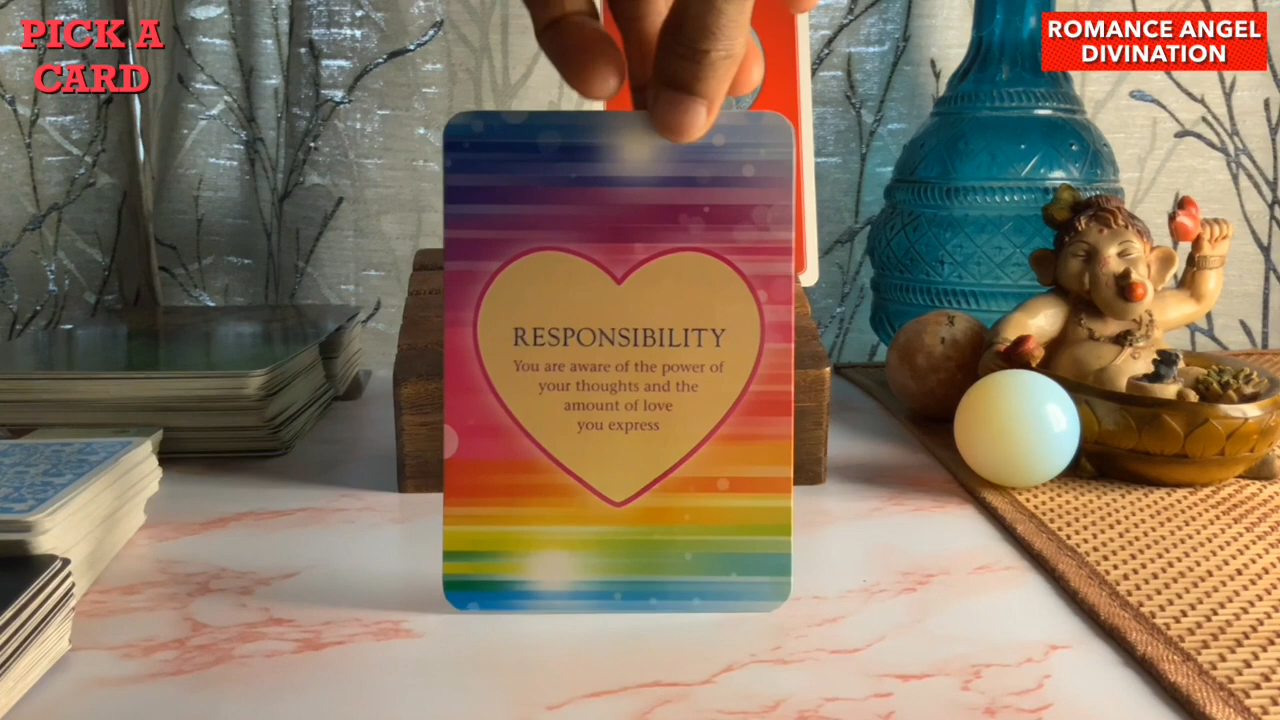 PICK A
CARD
ROMANCE ANGEL
DIVINATION
RESPONSIBILITY
You are aware of the power of
your thoughts and the
amount of love
you express